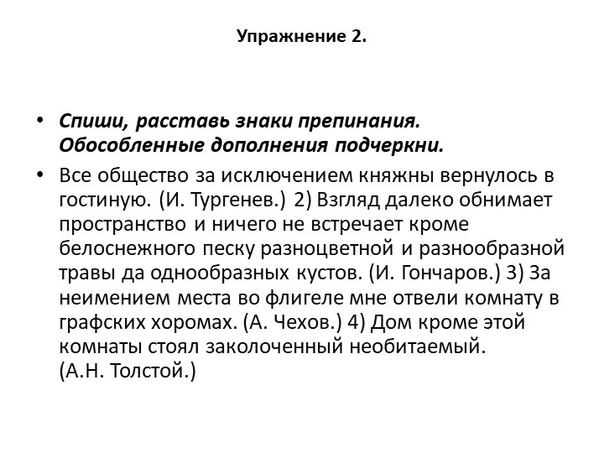 Упражнение 2.
• Спиши, расставь знаки препинания.
Обособленные дополнения подчеркни.
• Все общество за исключением княжны вернулось в
гостиную. (И. Тургенев.) 2) Взгляд далеко обнимает
пространство и ничего не встречает кроме
белоснежного песку разноцветной и разнообразной
травы да однообразных кустов. (И. Гончаров.) 3) За
неимением места во флигеле мне отвели комнату в
графских хоромах. (А. Чехов.) 4) Дом кроме этой
комнаты стоял заколоченный необитаемый.
(А.Н. Толстой.)